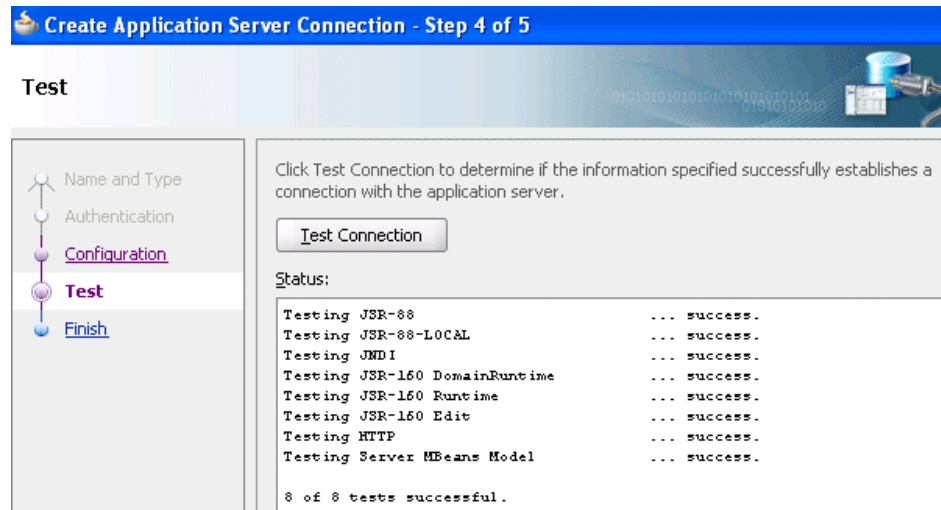 Create Application Server Connection - Step 4 of 5
Test
Name and Type
Authentication
Configuration
Test
Finish
Click Test Connection to determine if the information specified successfully establishes a
connection with the application server.
Test Connection
Status:
Testing JSR-88 ... success.
Testing JSR-88-LOCAL ... success.
Testing JNDI ... success.
Testing JSR-160 DomainRuntime ... success.
Testing JSR-160 Runtime ... success.
Testing JSR-160 Edit ... success.
Testing HTTP ... success.
Testing Server MBeans Model ... success.
8 of 8 tests successful.